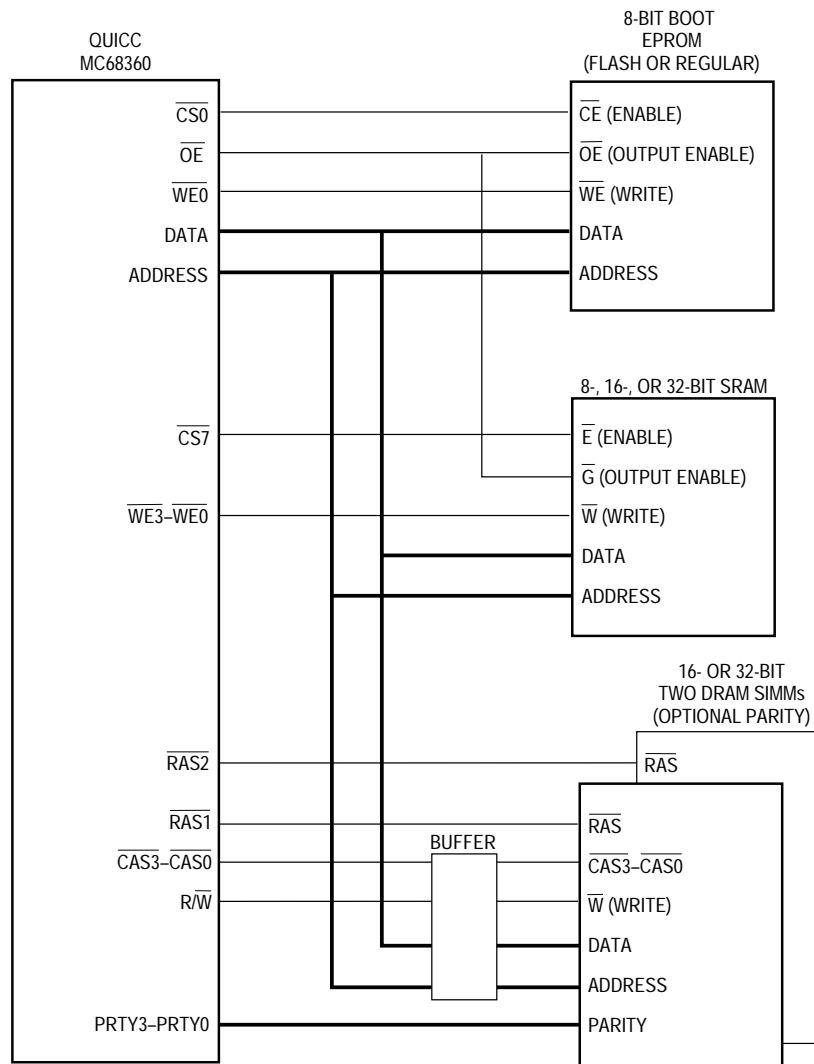 QUICC
MC68360
8-BIT BOOT
EPROM
(FLASH OR REGULAR)
CS0
OE
WE0
DATA
ADDRESS
CE (ENABLE)
OE (OUTPUT ENABLE)
WE (WRITE)
DATA
ADDRESS
8-, 16-, OR 32-BIT SRAM
CS7
WE3–WE0
E (ENABLE)
G (OUTPUT ENABLE)
W (WRITE)
DATA
ADDRESS
16- OR 32-BIT
TWO DRAM SIMMs
(OPTIONAL PARITY)
RAS2
RAS
RAS1
CAS3–CAS0
R/W
PRTY3–PRTY0
BUFFER
RAS
CAS3–CAS0
W (WRITE)
DATA
ADDRESS
PARITY